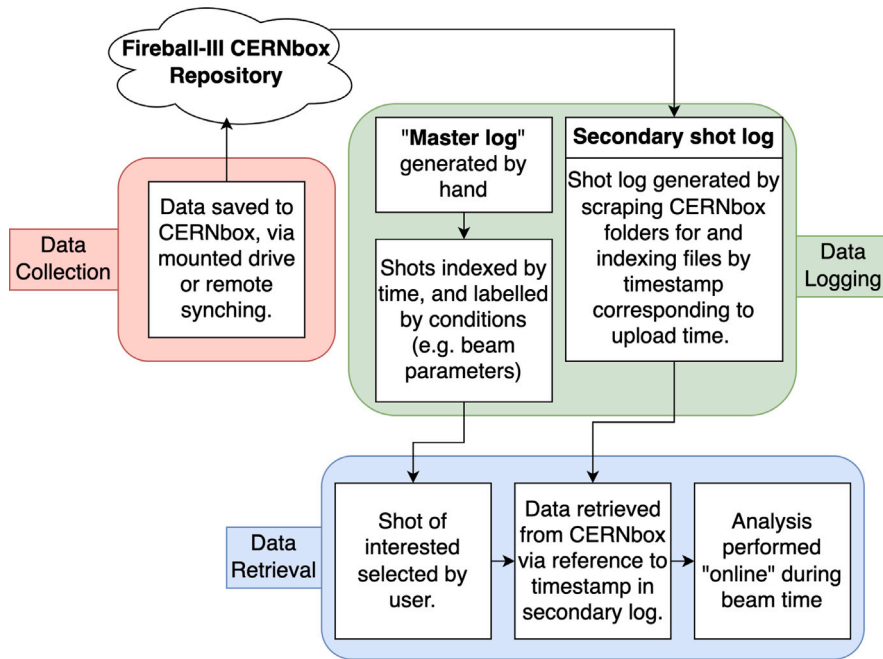 Fireball-III CERNbox
Repository
Data
Collection
Data saved to
CERNbox, via
mounted drive
or remote
synching.
"Master log"
generated by
hand
Shots indexed by
time, and labelled
by conditions
(e.g. beam
parameters)
Secondary shot log
Shot log generated by
scraping CERNbox
folders for and
indexing files by
timestamp
corresponding to
upload time.
Data
Logging
Data
Retrieval
Shot of
interested
selected by
user.
Data retrieved
from CERNbox
via reference to
timestamp in
secondary log.
Analysis
performed
"online" during
beam time